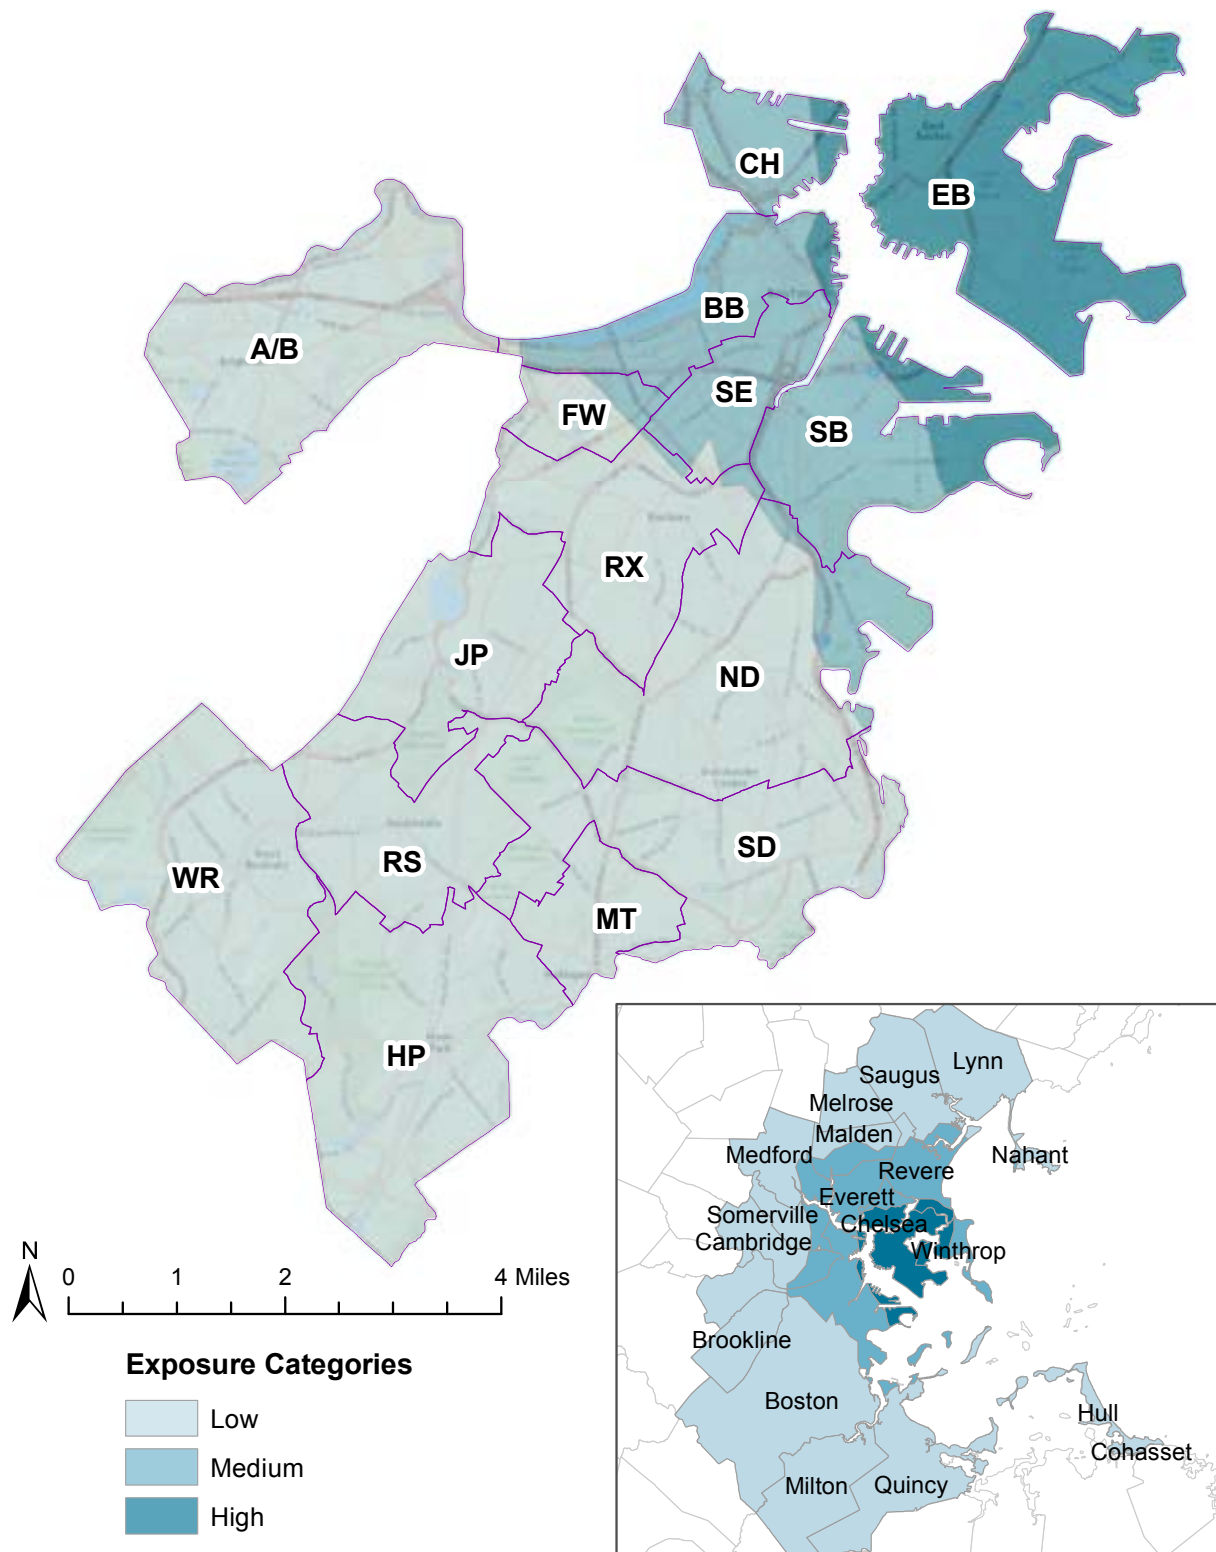 CH
EB
BB
A/B
SE
FW
SB
RX
JP
ND
SD
RS
WR
MT
HP
Lynn
Saugus
Melrose
Malden
Medford
Nahant
Revere
Everett
Somerville
Chelsea
Cambridge
Winthrop
Brookline
Boston
Hull
Cohasset
Milton
Quincy
N
0 1 2 4 Miles
Exposure Categories
Low
Medium
High